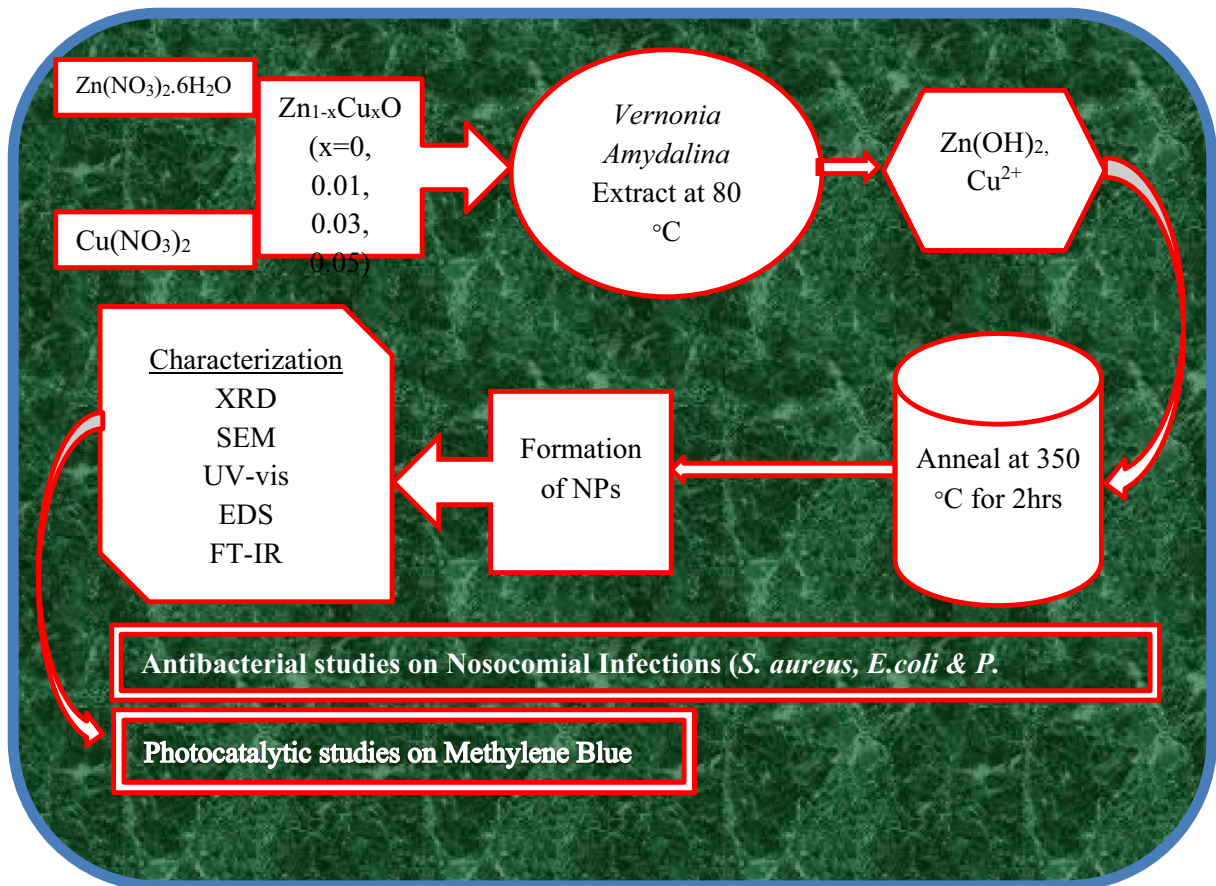 Zn(NO₃)₂.6H₂O
Cu(NO₃)₂
Zn₁₋ₓCuₓO
(x=0,
0.01,
0.03,
0.05)
Vernonia
Amydalina
Extract at 80
°C
Zn(OH)₂,
Cu²⁺
Anneal at 350
°C for 2hrs
Formation
of NPs
Characterization
XRD
SEM
UV-vis
EDS
FT-IR
Antibacterial studies on Nosocomial Infections (S. aureus, E.coli & P.
Photocatalytic studies on Methylene Blue